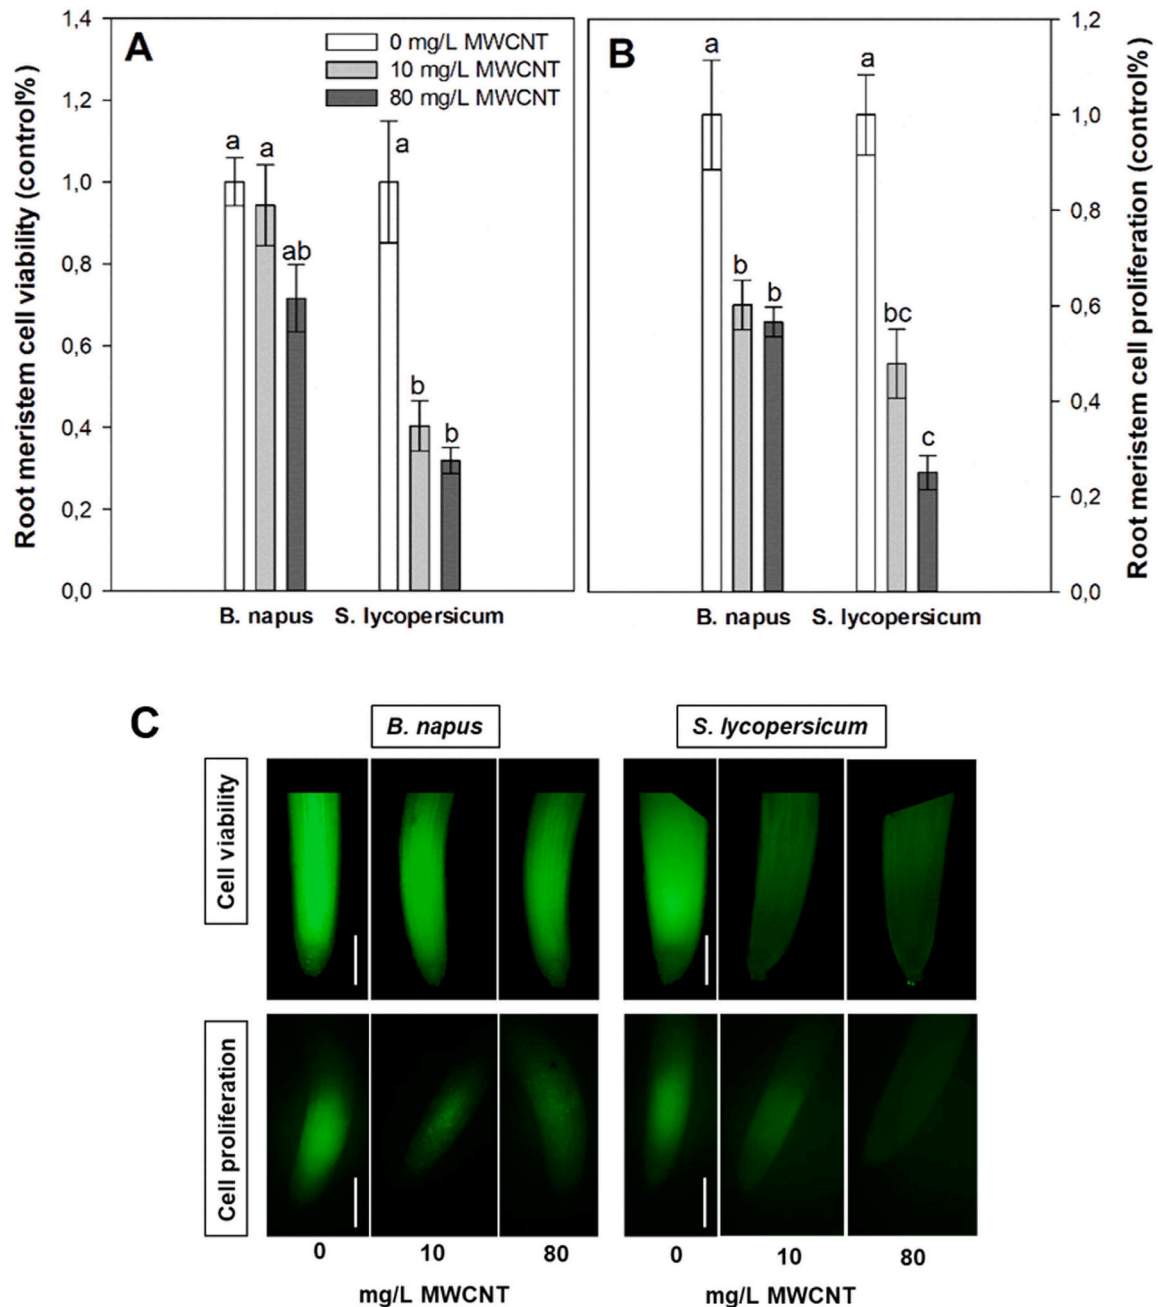 A
0 mg/L MWCNT
10 mg/L MWCNT
80 mg/L MWCNT
Root meristem cell viability (control%)
1,4
1,2
1,0
0,8
0,6
0,4
0,2
0,0
a
a
ab
a
b
b
B. napus
S. lycopersicum
B
a
b
b
a
bc
c
B. napus
S. lycopersicum
1,2
1,0
0,8
0,6
0,4
0,2
0,0
Root meristem cell proliferation (control%)
C
B. napus
S. lycopersicum
Cell viability
Cell proliferation
0
10
80
0
10
80
mg/L MWCNT
mg/L MWCNT